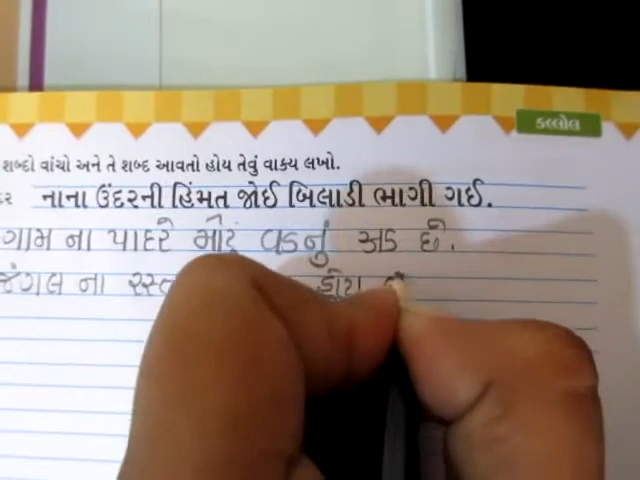 કલ્લોલ
શબ્દો વાંચો અને તે શબ્દ આવતો હોય તેવું વાક્ય લખો.
નાના ઉંદરની હિંમત જોઈ બિલાડી ભાગી ગઈ.
ગામ ના પાદરે મોટું વડનું ઝાડ છે.
જંગલ ના